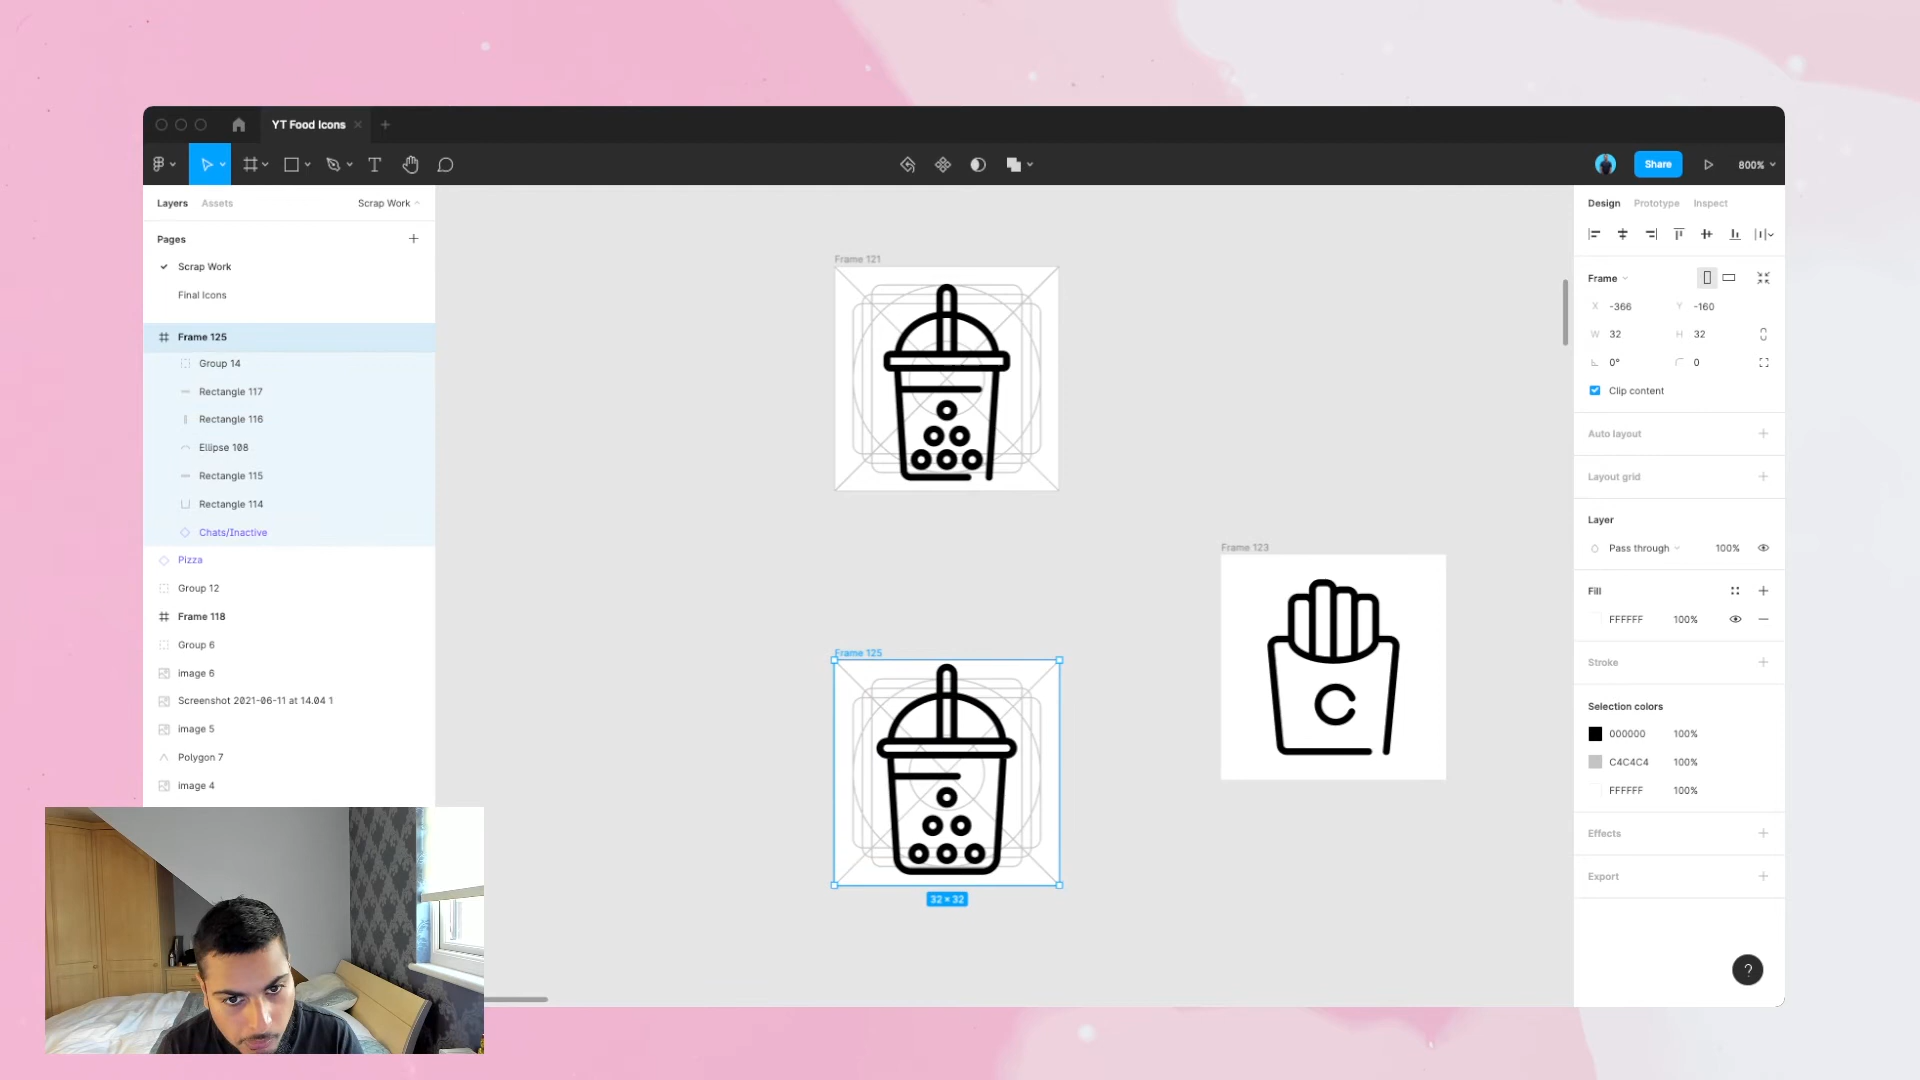 YT Food Icons
Share
800%
Layers
Assets
Scrap Work
Pages
Scrap Work
Final Icons
Frame 125
Group 14
Rectangle 117
Rectangle 116
Ellipse 108
Rectangle 115
Rectangle 114
Chats/Inactive
Pizza
Group 12
Frame 118
Group 6
image 6
Screenshot 2021-06-11 at 14.04 1
image 5
Polygon 7
image 4
Frame 121
Frame 123
C
Frame 125
32 × 32
Design
Prototype
Inspect
Frame
X -366
Y -160
W 32
H 32
0°
0
Clip content
Auto layout
Layout grid
Layer
Pass through
100%
Fill
FFFFFF 100%
Stroke
Selection colors
000000 100%
C4C4C4 100%
FFFFFF 100%
Effects
Export
?